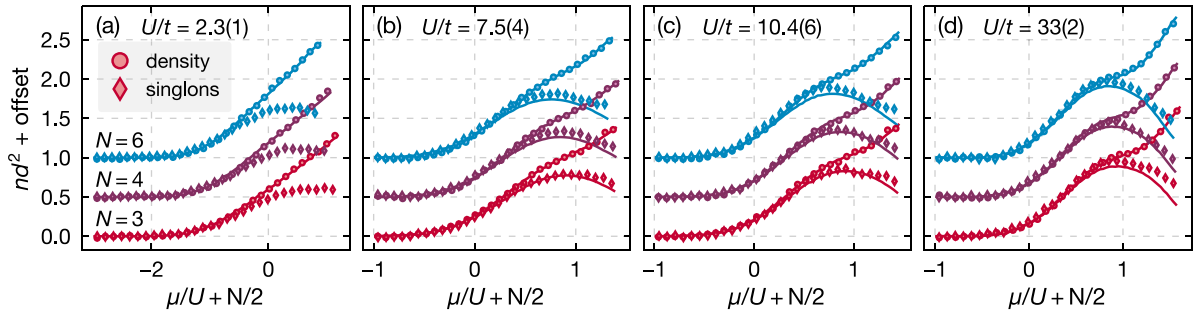 (a) U/t = 2.3(1)
(b) U/t = 7.5(4)
(c) U/t = 10.4(6)
(d) U/t = 33(2)
nd² + offset
2.5
2.0
1.5
1.0
0.5
0.0
density
singlons
N = 6
N = 4
N = 3
−2 0
−1 0 1
−1 0 1
−1 0 1
μ/U + N/2
μ/U + N/2
μ/U + N/2
μ/U + N/2